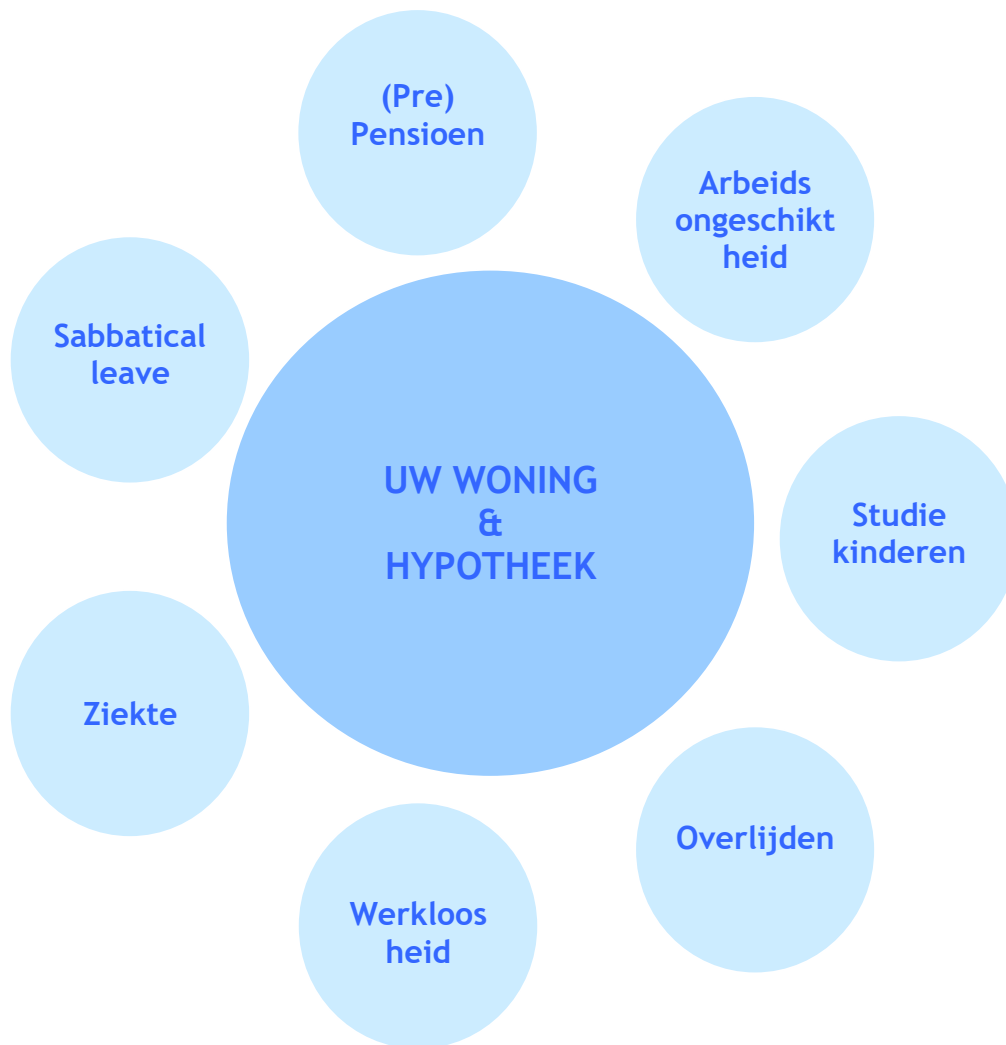 (Pre)
Pensioen
Arbeids
ongeschikt
heid
Sabbatical
leave
UW WONING
&
HYPOTHEEK
Studie
kinderen
Ziekte
Overlijden
Werkloos
heid